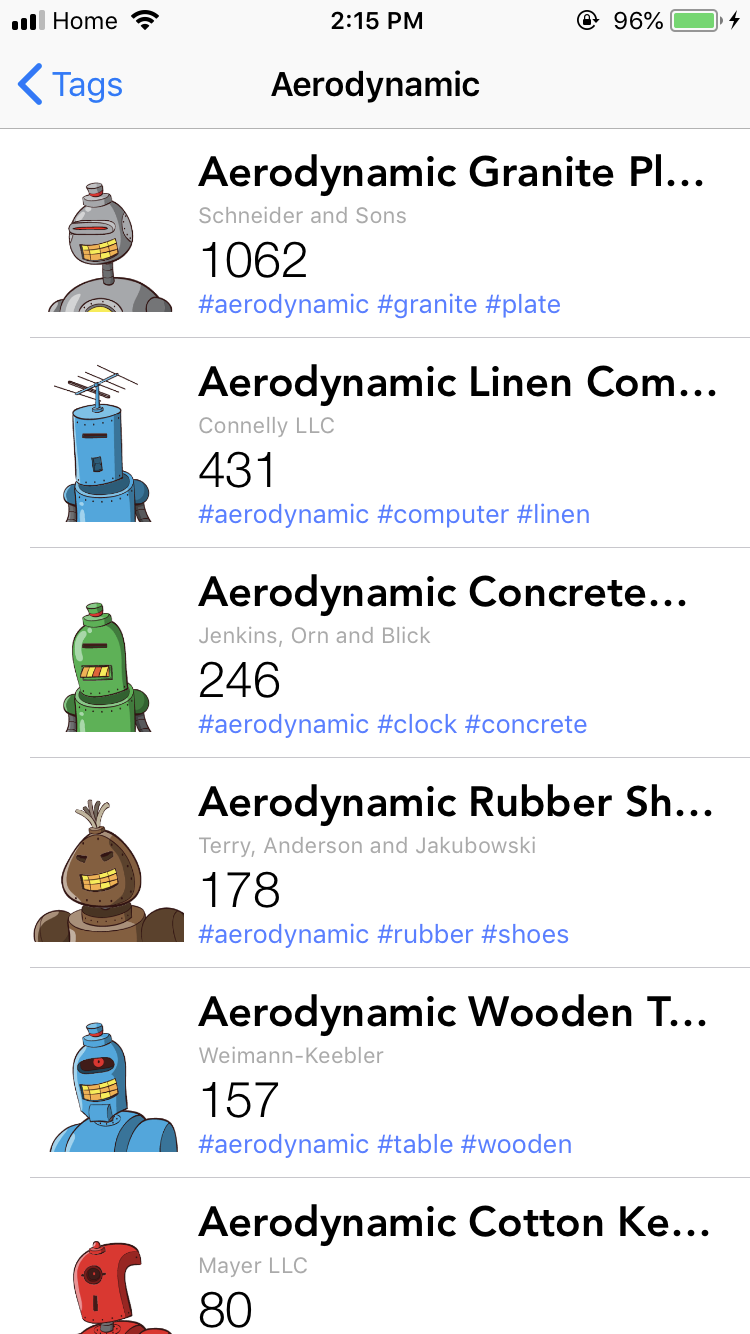 Home 2:15 PM 96%
Tags Aerodynamic
Aerodynamic Granite Pl...
Schneider and Sons
1062
#aerodynamic #granite #plate
Aerodynamic Linen Com...
Connelly LLC
431
#aerodynamic #computer #linen
Aerodynamic Concrete...
Jenkins, Orn and Blick
246
#aerodynamic #clock #concrete
Aerodynamic Rubber Sh...
Terry, Anderson and Jakubowski
178
#aerodynamic #rubber #shoes
Aerodynamic Wooden T...
Weimann-Keebler
157
#aerodynamic #table #wooden
Aerodynamic Cotton Ke...
Mayer LLC
80